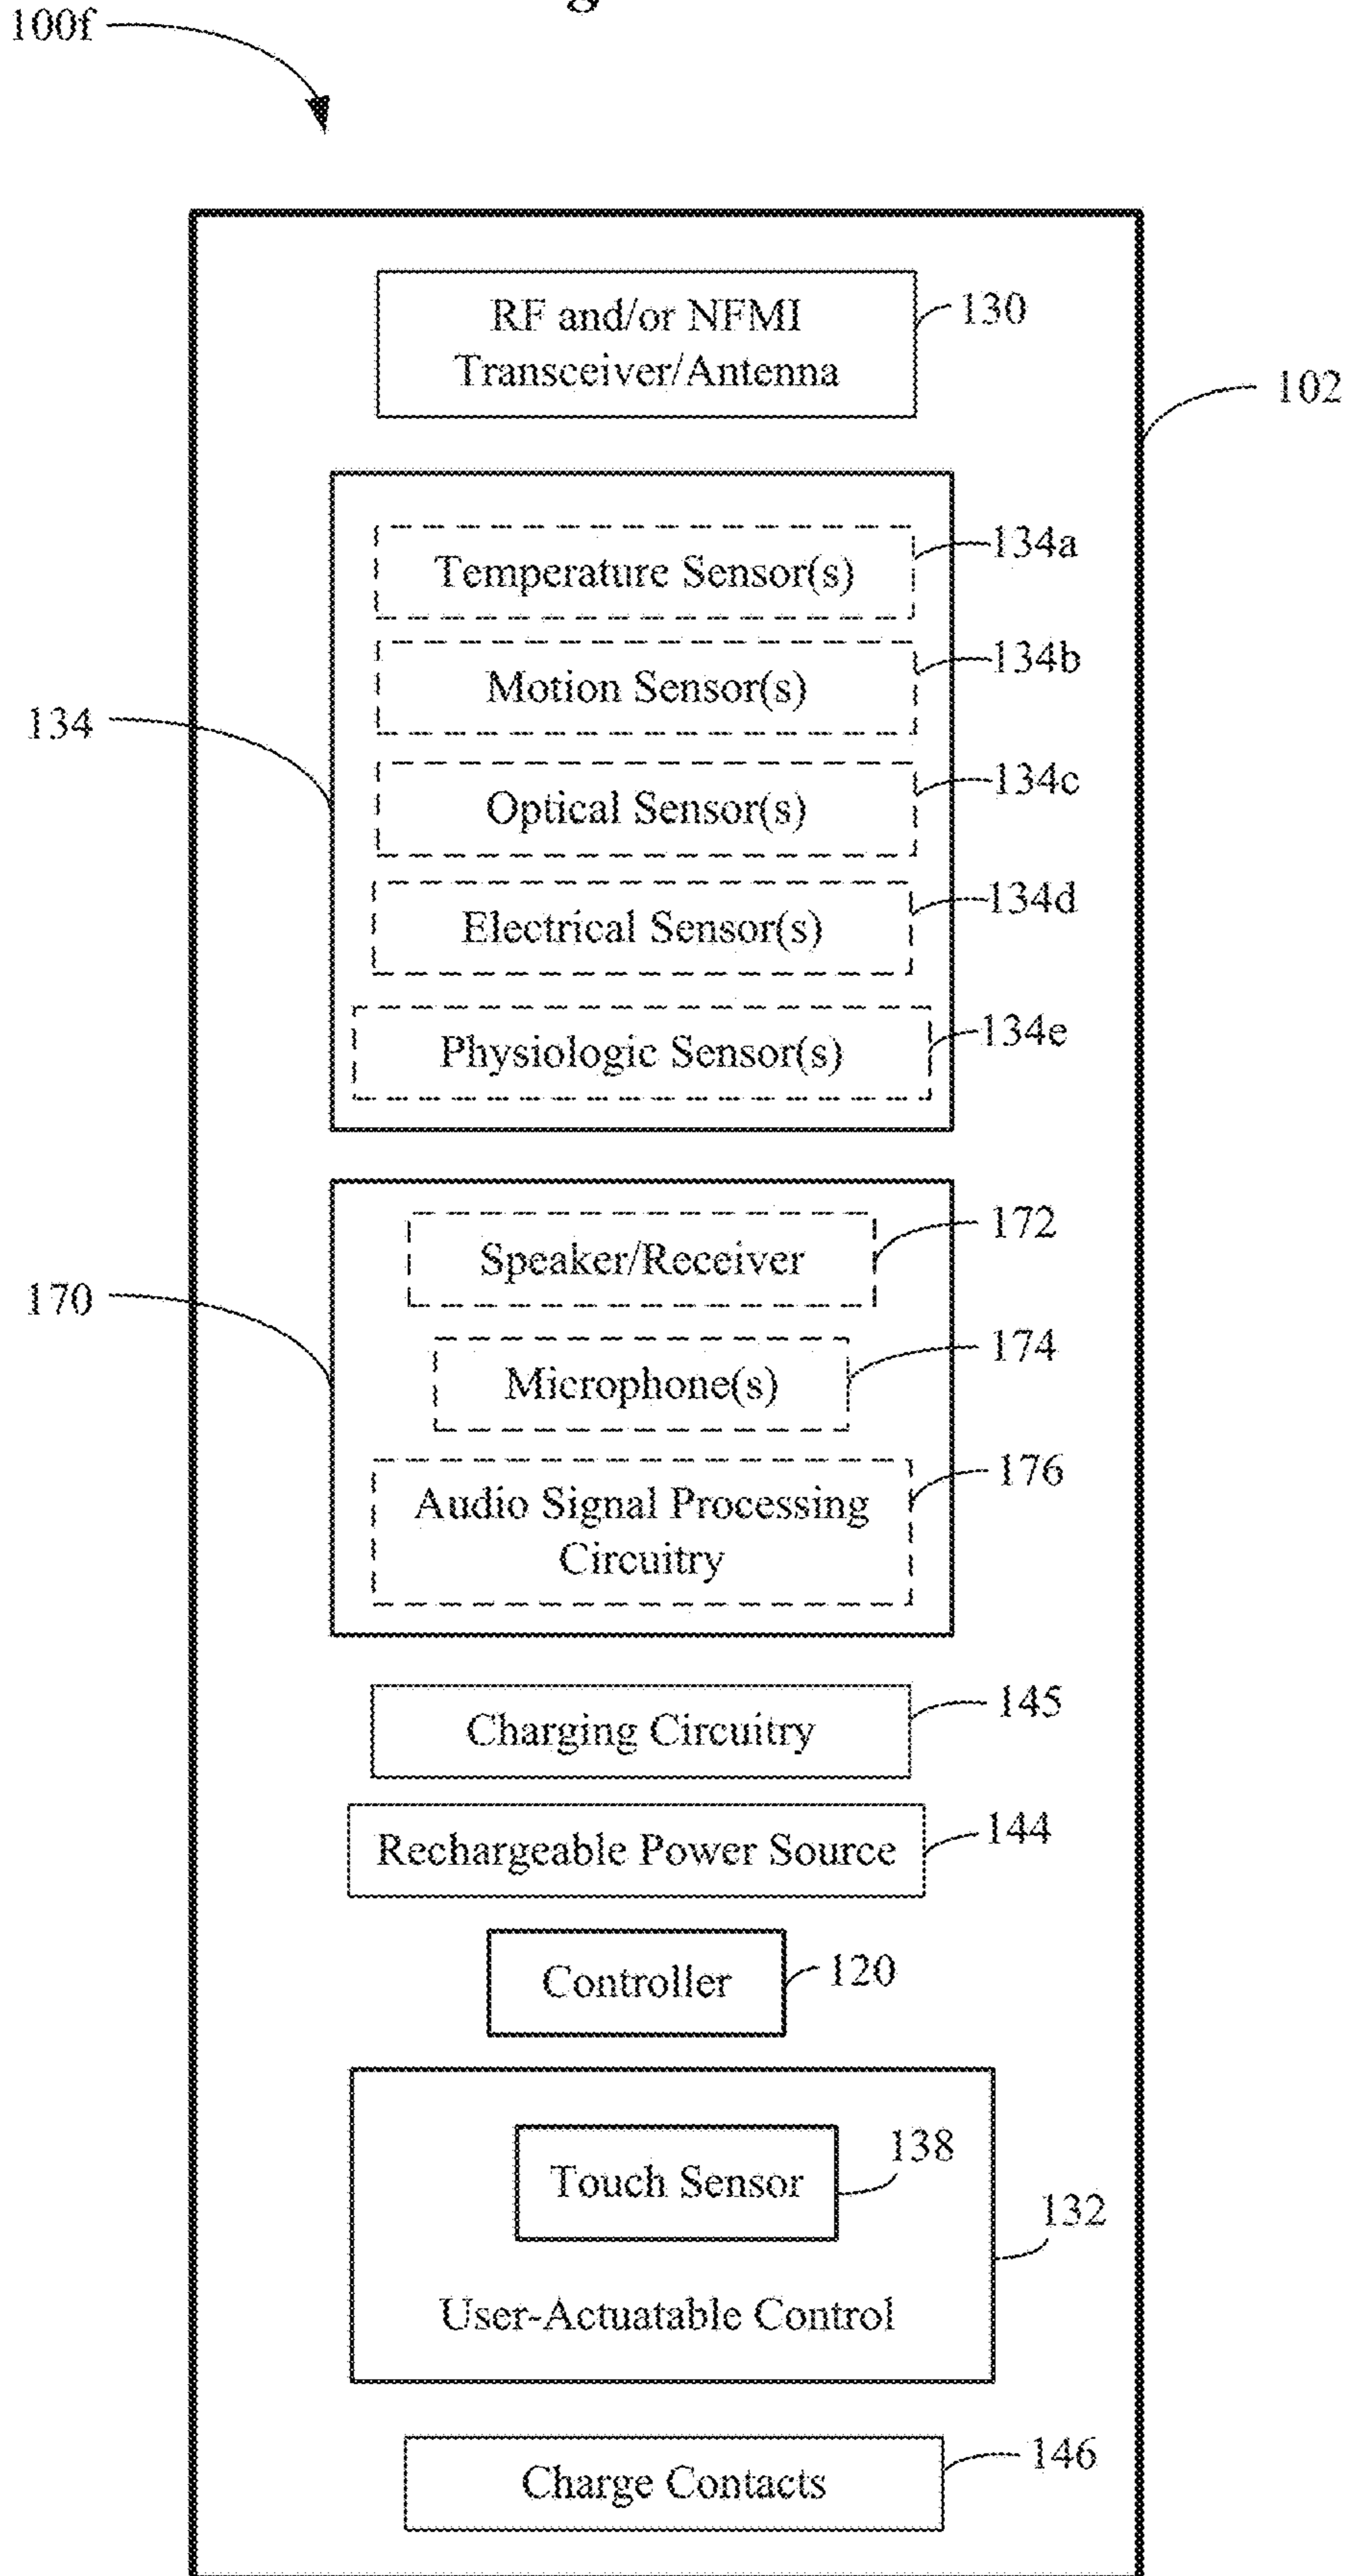 100f
RF and/or NFMI
Transceiver/Antenna
130
102
Temperature Sensor(s)
134a
Motion Sensor(s)
134b
134
Optical Sensor(s)
134c
Electrical Sensor(s)
134d
Physiologic Sensor(s)
134e
Speaker/Receiver
172
170
Microphone(s)
174
Audio Signal Processing
Circuitry
176
Charging Circuitry
145
Rechargeable Power Source
144
Controller
120
Touch Sensor
138
132
User-Actuatable Control
Charge Contacts
146